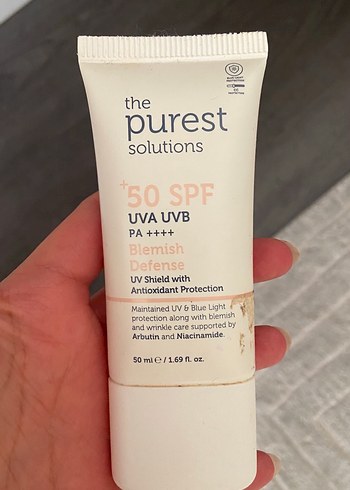 the
purest
solutions
+50 SPF
UVA UVB
PA ++++
Blemish
Defense
UV Shield with
Antioxidant Protection
Maintained UV & Blue Light
protection along with blemish
and wrinkle care supported by
Arbutin and Niacinamide.
50 ml ℮ / 1.69 fl. oz.